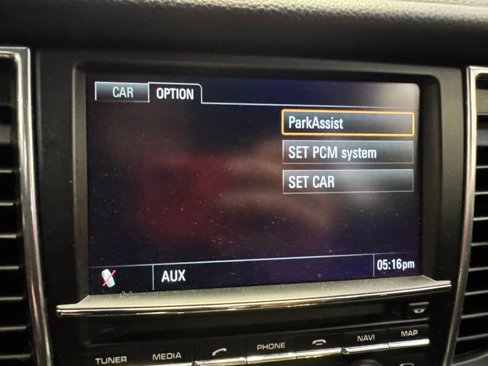 CAR OPTION
ParkAssist
SET PCM system
SET CAR
AUX 05:16pm
TUNER MEDIA PHONE NAVI MAP